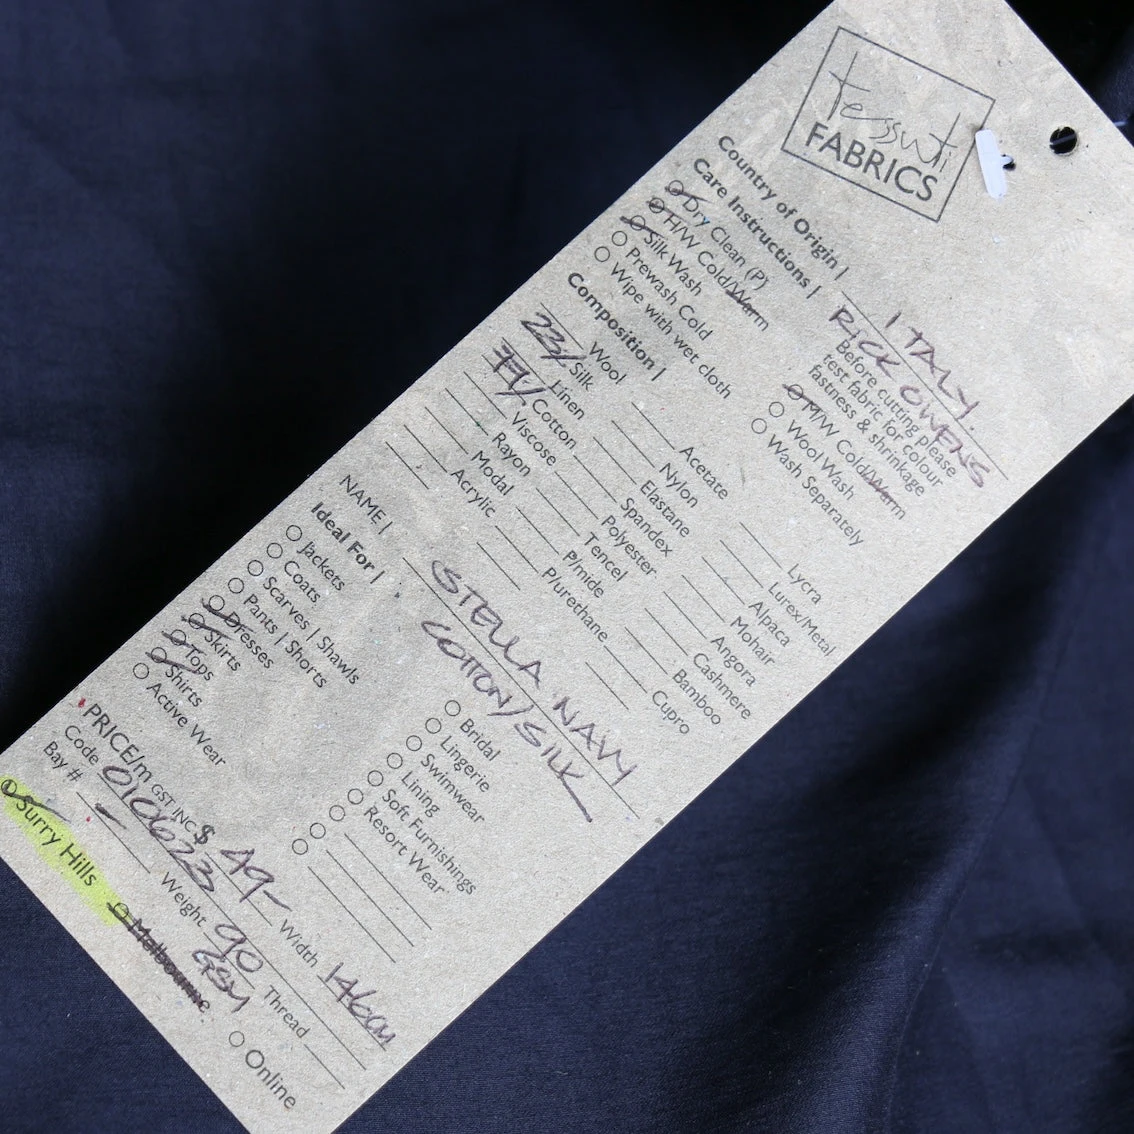 Tessuti
FABRICS
Country of Origin | ITALY.
Care Instructions | RICK OWENS
Dry Clean (P)
H/W Cold/Warm
Silk Wash
Prewash Cold
Wipe with wet cloth
Before cutting please
test fabric for colour
fastness & shrinkage
M/W Cold/Warm
Wool Wash
Wash Separately
Composition |
Wool
23% Silk
Linen
77% Cotton
Viscose
Rayon
Modal
Acrylic
Acetate
Nylon
Elastane
Spandex
Polyester
Tencel
P/mide
P/urethane
Lycra
Lurex/Metal
Alpaca
Mohair
Angora
Cashmere
Bamboo
Cupro
NAME | STELLA NAVY
COTTON/SILK
Ideal For |
Jackets
Coats
Scarves | Shawls
Pants | Shorts
Dresses
Skirts
Tops
Shirts
Active Wear
Bridal
Lingerie
Swimwear
Lining
Soft Furnishings
Resort Wear
PRICE/m GST INC $ 49- Width 146cm
Code 010623 Weight 90 GSM Thread
Bay # -
Surry Hills Melbourne Online